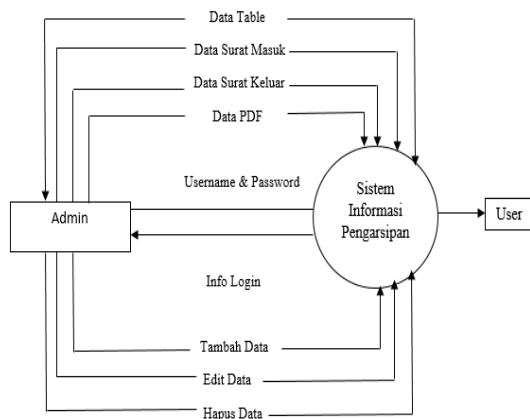 Data Table
Data Surat Masuk
Data Surat Keluar
Data PDF
Username & Password
Admin
Sistem
Informasi
Pengarsipan
User
Info Login
Tambah Data
Edit Data
Hapus Data